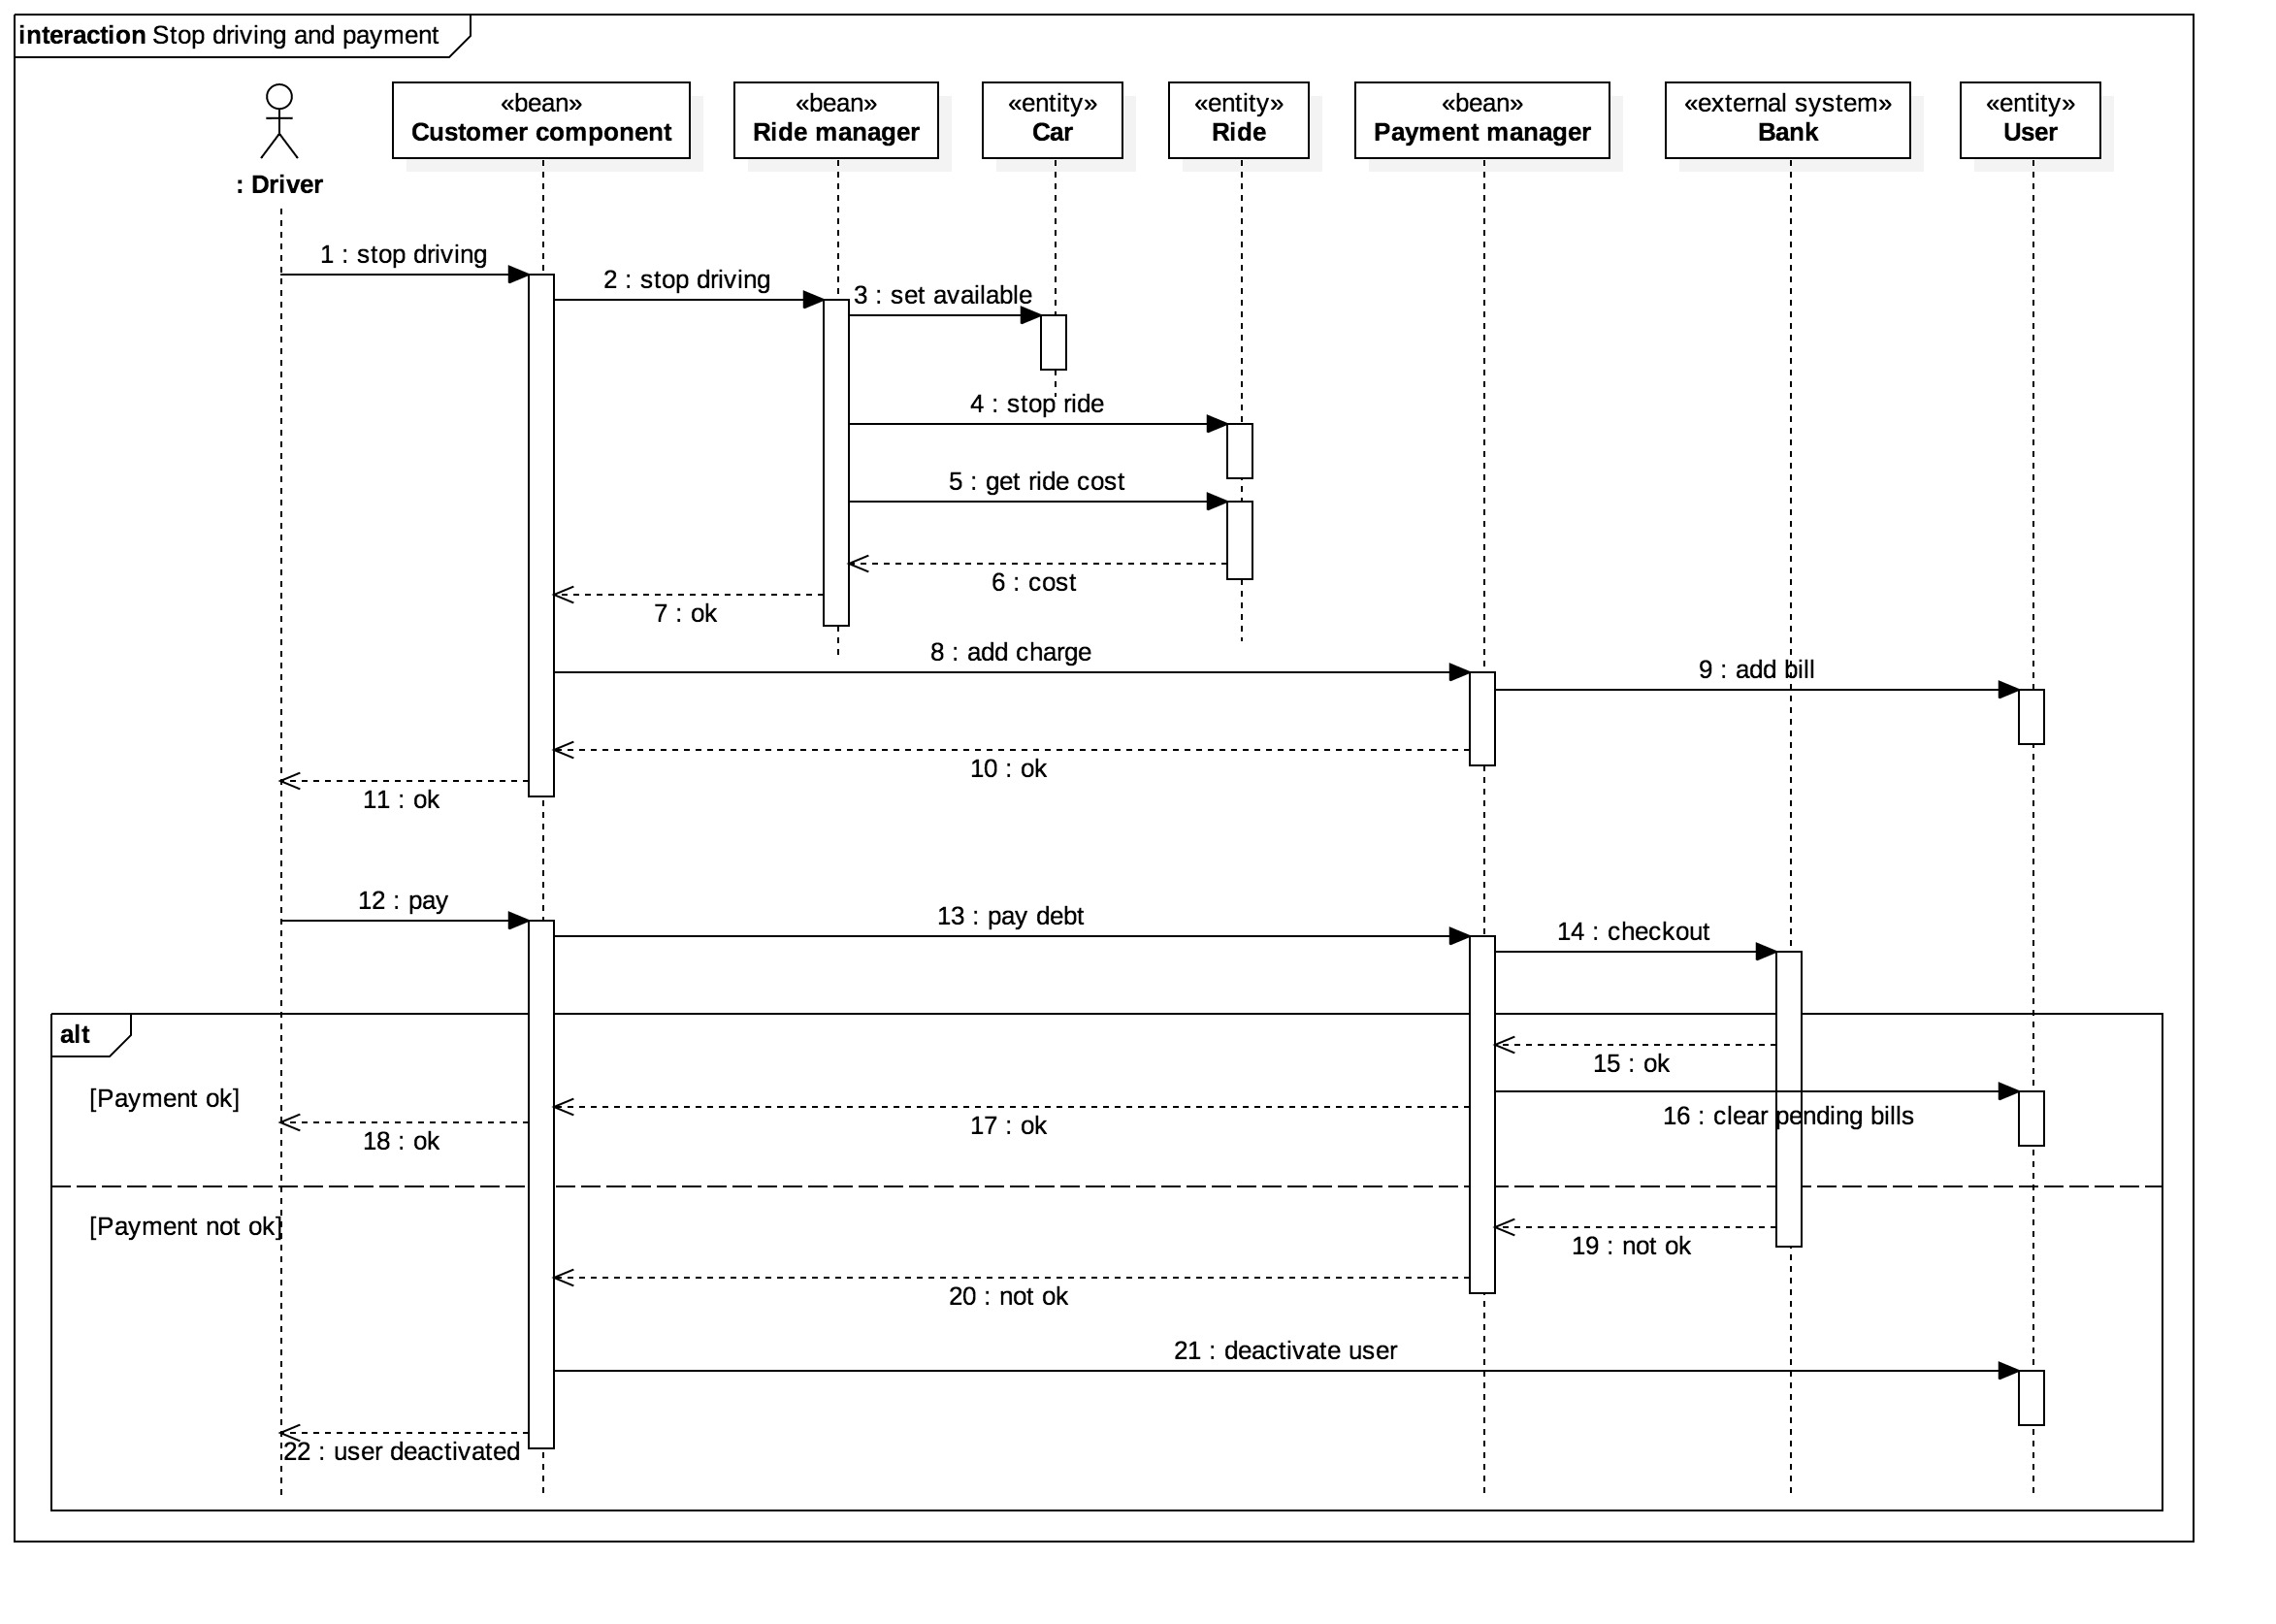 interaction Stop driving and payment
«bean»
Customer component
«bean»
Ride manager
«entity»
Car
«entity»
Ride
«bean»
Payment manager
«external system»
Bank
«entity»
User
: Driver
1 : stop driving
2 : stop driving
3 : set available
4 : stop ride
5 : get ride cost
6 : cost
7 : ok
8 : add charge
9 : add bill
10 : ok
11 : ok
12 : pay
13 : pay debt
14 : checkout
alt
15 : ok
[Payment ok]
16 : clear pending bills
17 : ok
18 : ok
[Payment not ok]
19 : not ok
20 : not ok
21 : deactivate user
22 : user deactivated